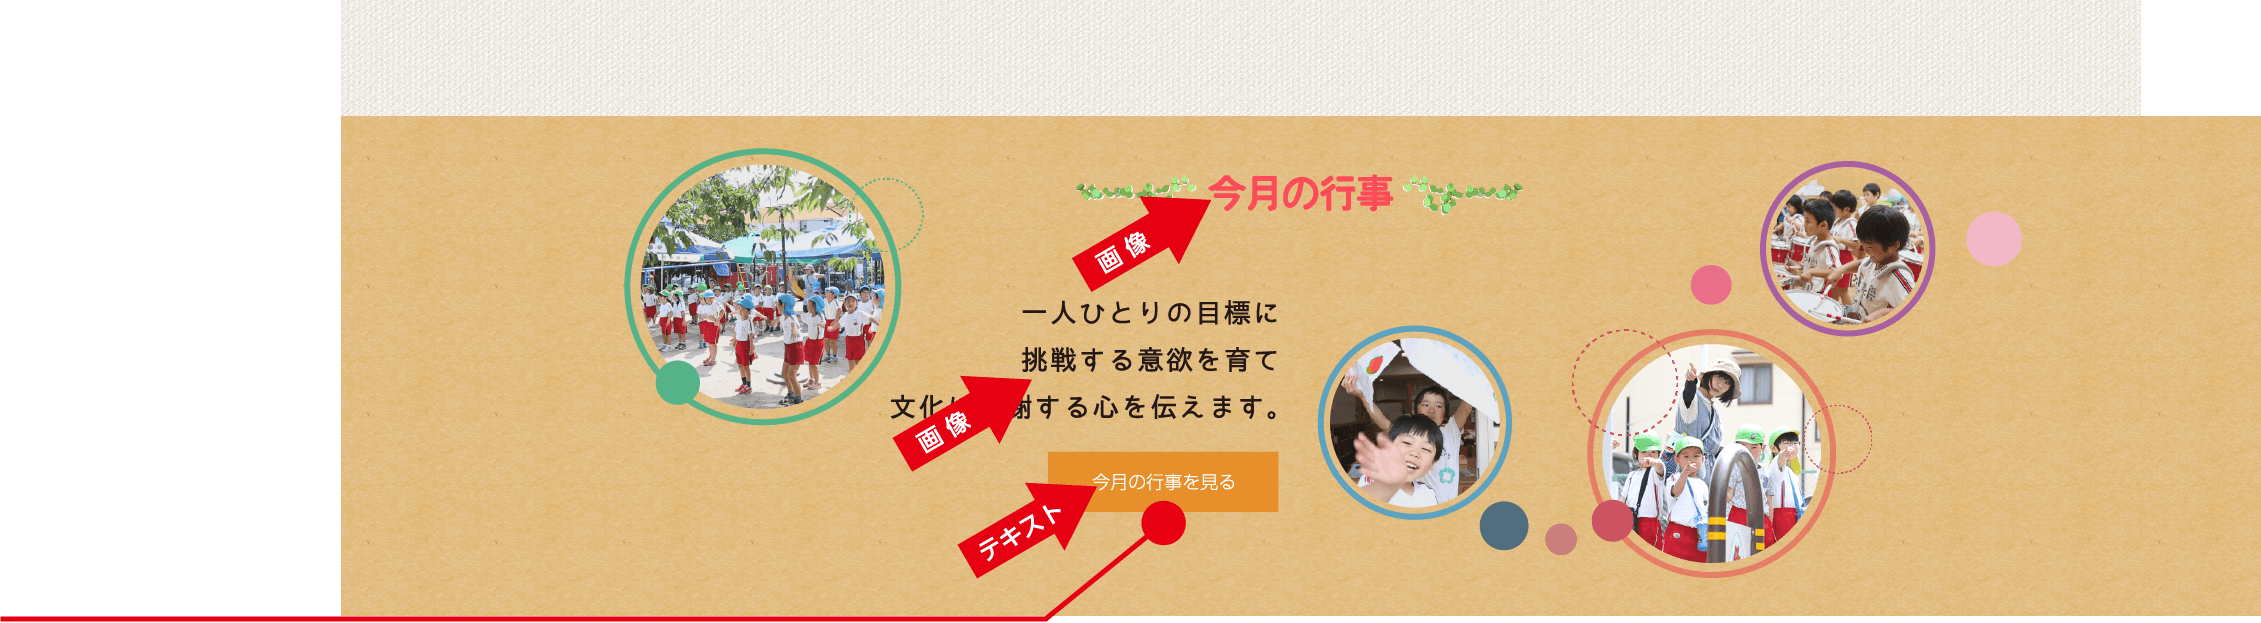 今月の行事
画像
一人ひとりの目標に
挑戦する意欲を育て
文化 謝する心を伝えます。
画像
今月の行事を見る
テキスト